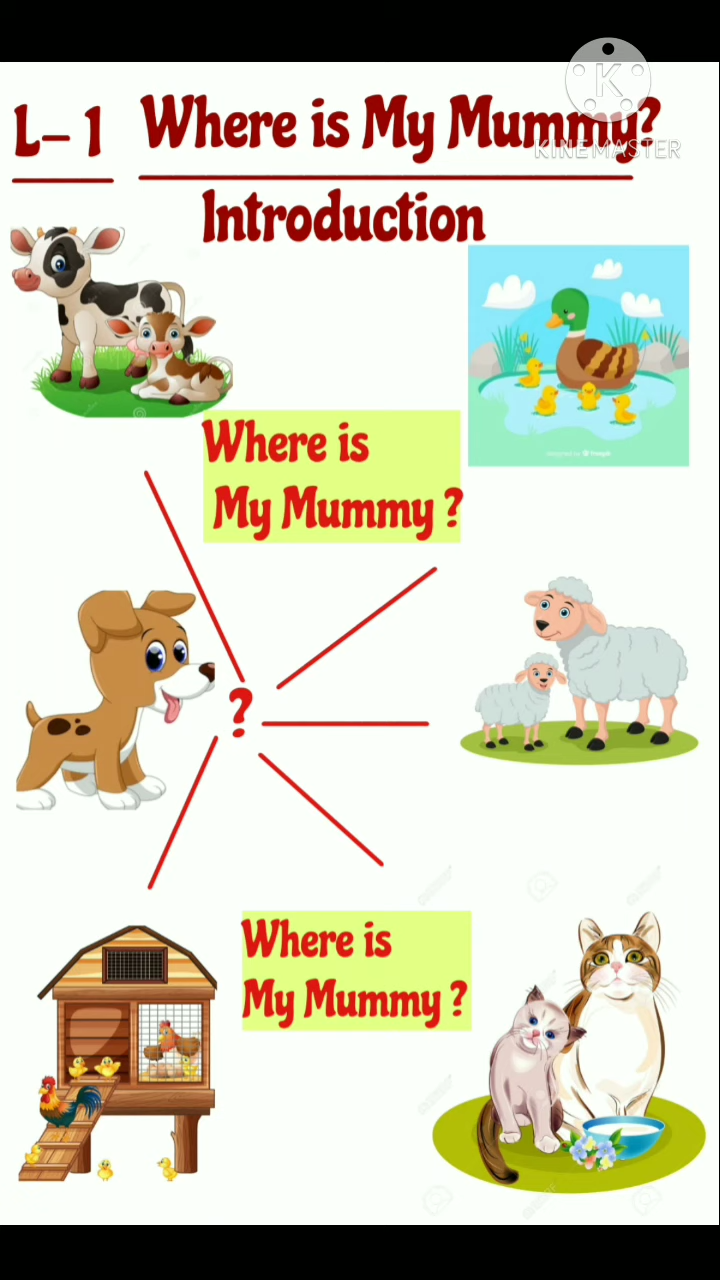 L- 1 Where is My Mummy?
K
KINEMASTER
Introduction
Where is
My Mummy ?
?
Where is
My Mummy ?